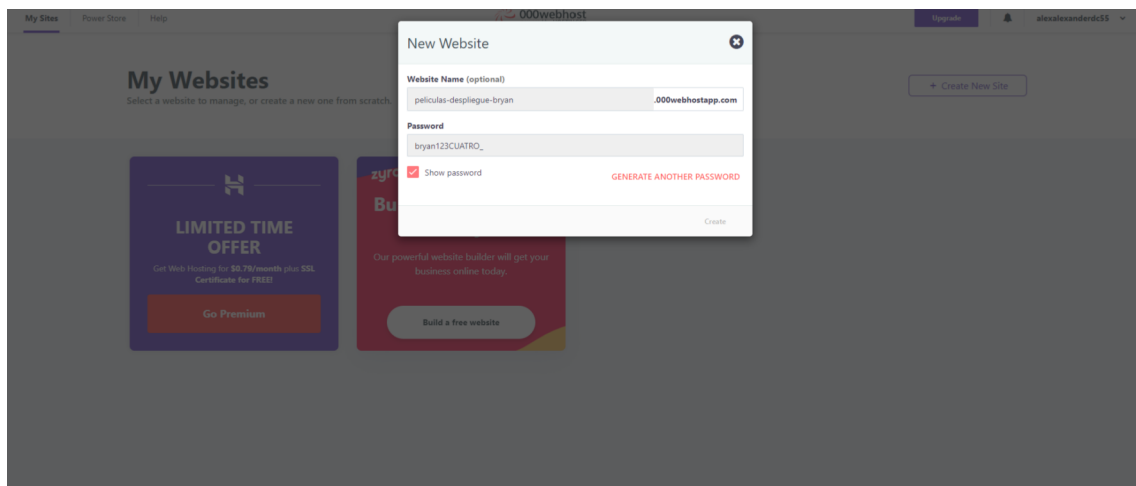 My Sites Power Store Help 000webhost Upgrade alexalexanderdc55
New Website
My Websites
Select a website to manage, or create a new one from scratch.
+ Create New Site
Website Name (optional)
peliculas-despliegue-bryan .000webhostapp.com
Password
bryan123CUATRO_
Show password
GENERATE ANOTHER PASSWORD
Create
LIMITED TIME
OFFER
Get Web Hosting for $0.79/month plus SSL
Certificate for FREE!
Go Premium
zyro
Bu
Our powerful website builder will get your
business online today.
Build a free website